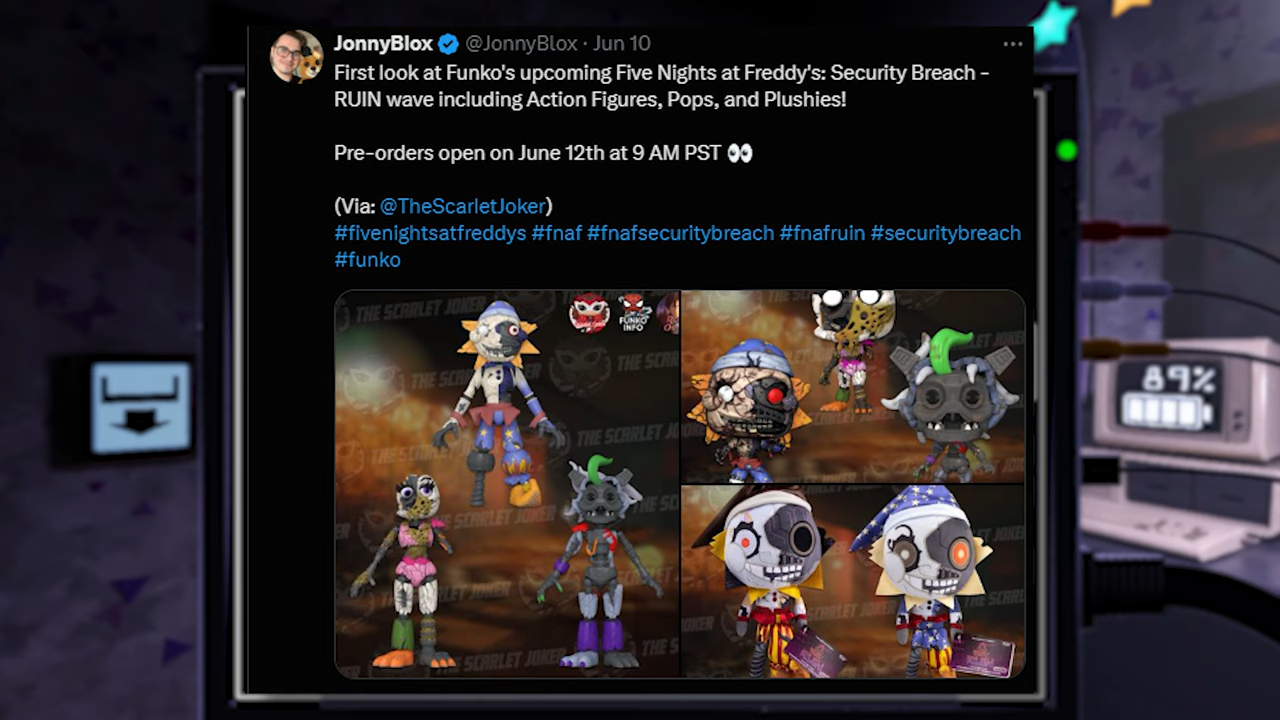 JonnyBlox @JonnyBlox · Jun 10
First look at Funko's upcoming Five Nights at Freddy's: Security Breach -
RUIN wave including Action Figures, Pops, and Plushies!
Pre-orders open on June 12th at 9 AM PST 👀
(Via: @TheScarletJoker)
#fivenightsatfreddys #fnaf #fnafsecuritybreach #fnafruin #securitybreach
#funko
THE SCARLET JOKER
FUNKO
INFO
89%